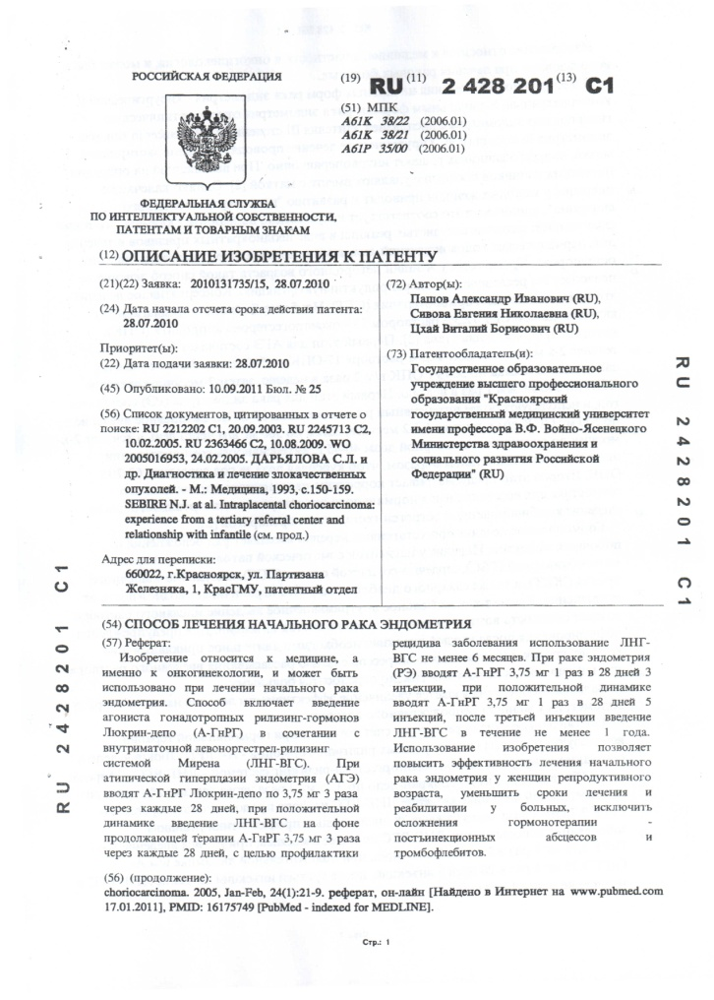 РОССИЙСКАЯ ФЕДЕРАЦИЯ
ФЕДЕРАЛЬНАЯ СЛУЖБА
ПО ИНТЕЛЛЕКТУАЛЬНОЙ СОБСТВЕННОСТИ,
ПАТЕНТАМ И ТОВАРНЫМ ЗНАКАМ
(19) RU (11) 2 428 201 (13) C1
(51) МПК
A61K 38/22 (2006.01)
A61K 38/21 (2006.01)
A61P 35/00 (2006.01)
(12) ОПИСАНИЕ ИЗОБРЕТЕНИЯ К ПАТЕНТУ
(21)(22) Заявка: 2010131735/15, 28.07.2010
(24) Дата начала отсчета срока действия патента:
28.07.2010
Приоритет(ы):
(22) Дата подачи заявки: 28.07.2010
(45) Опубликовано: 10.09.2011 Бюл. № 25
(56) Список документов, цитированных в отчете о
поиске: RU 2212202 C1, 20.09.2003. RU 2245713 C2,
10.02.2005. RU 2363466 C2, 10.08.2009. WO
2005016953, 24.02.2005. ДАРЬЯЛОВА С.Л. и
др. Диагностика и лечение злокачественных
опухолей. - М.: Медицина, 1993, с.150-159.
SEBIRE N.J. at al. Intraplacental choriocarcinoma:
experience from a tertiary referral center and
relationship with infantile (см. прод.)
Адрес для переписки:
660022, г.Красноярск, ул. Партизана
Железняка, 1, КрасГМУ, патентный отдел
(72) Автор(ы):
Пашов Александр Иванович (RU),
Сивова Евгения Николаевна (RU),
Цхай Виталий Борисович (RU)
(73) Патентообладатель(и):
Государственное образовательное
учреждение высшего профессионального
образования "Красноярский
государственный медицинский университет
имени профессора В.Ф. Войно-Ясенецкого
Министерства здравоохранения и
социального развития Российской
Федерации" (RU)
(54) СПОСОБ ЛЕЧЕНИЯ НАЧАЛЬНОГО РАКА ЭНДОМЕТРИЯ
(57) Реферат:
Изобретение относится к медицине, а
именно к онкогинекологии, и может быть
использовано при лечении начального рака
эндометрия. Способ включает введение
агониста гонадотропных рилизинг-гормонов
Люкрин-депо (А-ГнРГ) в сочетании с
внутриматочной левоноргестрел-рилизинг
системой Мирена (ЛНГ-ВГС). При
атипической гиперплазии эндометрия (АГЭ)
вводят А-ГнРГ Люкрин-депо по 3,75 мг 3 раза
через каждые 28 дней, при положительной
динамике введение ЛНГ-ВГС на фоне
продолжающей терапии А-ГнРГ 3,75 мг 3 раза
через каждые 28 дней, с целью профилактики
рецидива заболевания использование ЛНГ-
ВГС не менее 6 месяцев. При раке эндометрия
(РЭ) вводят А-ГнРГ 3,75 мг 1 раз в 28 дней 3
инъекции, при положительной динамике
вводят А-ГнРГ 3,75 мг 1 раз в 28 дней 5
инъекций, после третьей инъекции введение
ЛНГ-ВГС в течение не менее 1 года.
Использование изобретения позволяет
повысить эффективность лечения начального
рака эндометрия у женщин репродуктивного
возраста, уменьшить сроки лечения и
реабилитации у больных, исключить
осложнения гормонотерапии -
постъинекционных абсцессов и
тромбофлебитов.
(56) (продолжение):
choriocarcinoma. 2005, Jan-Feb, 24(1):21-9. реферат, он-лайн [Найдено в Интернет на www.pubmed.com
17.01.2011], PMID: 16175749 [PubMed - indexed for MEDLINE].
Стр.: 1
RU 2428201 C1
RU 2428201 C1